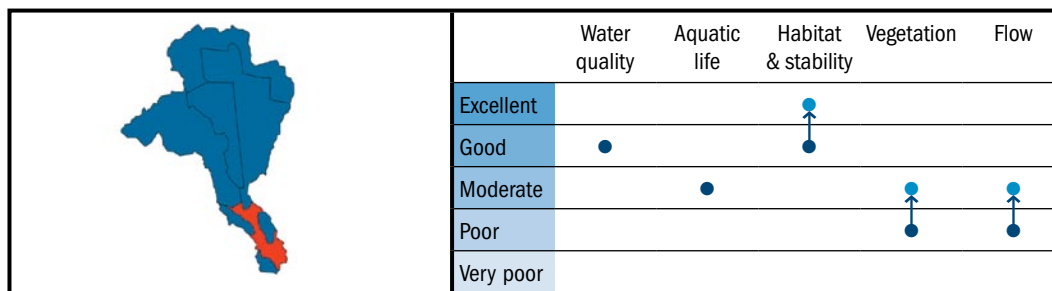 Water quality
Aquatic life
Habitat & stability
Vegetation
Flow
Excellent
Good
Moderate
Poor
Very poor